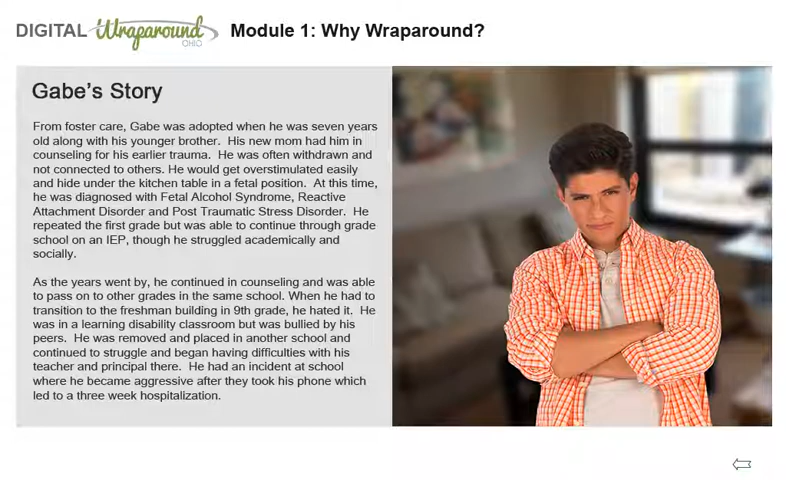 DIGITAL Wraparound OHIO Module 1: Why Wraparound?
Gabe's Story
From foster care, Gabe was adopted when he was seven years
old along with his younger brother.  His new mom had him in
counseling for his earlier trauma.  He was often withdrawn and
not connected to others. He would get overstimulated easily
and hide under the kitchen table in a fetal position.  At this time,
he was diagnosed with Fetal Alcohol Syndrome, Reactive
Attachment Disorder and Post Traumatic Stress Disorder.  He
repeated the first grade but was able to continue through grade
school on an IEP, though he struggled academically and
socially.
As the years went by, he continued in counseling and was able
to pass on to other grades in the same school. When he had to
transition to the freshman building in 9th grade, he hated it.  He
was in a learning disability classroom but was bullied by his
peers.  He was removed and placed in another school and
continued to struggle and began having difficulties with his
teacher and principal there.  He had an incident at school
where he became aggressive after they took his phone which
led to a three week hospitalization.